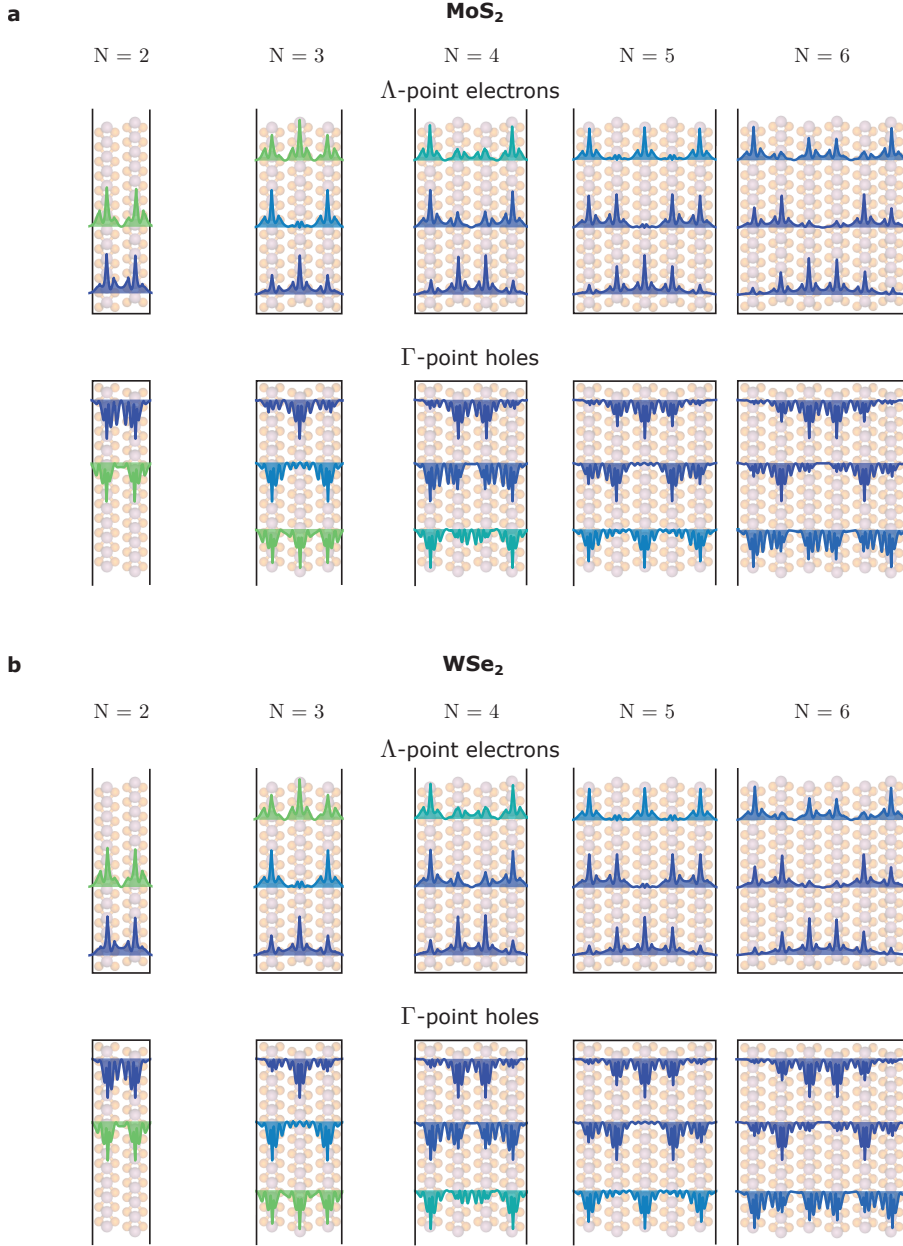 a
MoS₂
N = 2 N = 3 N = 4 N = 5 N = 6
Λ-point electrons
Γ-point holes
b
WSe₂
N = 2 N = 3 N = 4 N = 5 N = 6
Λ-point electrons
Γ-point holes